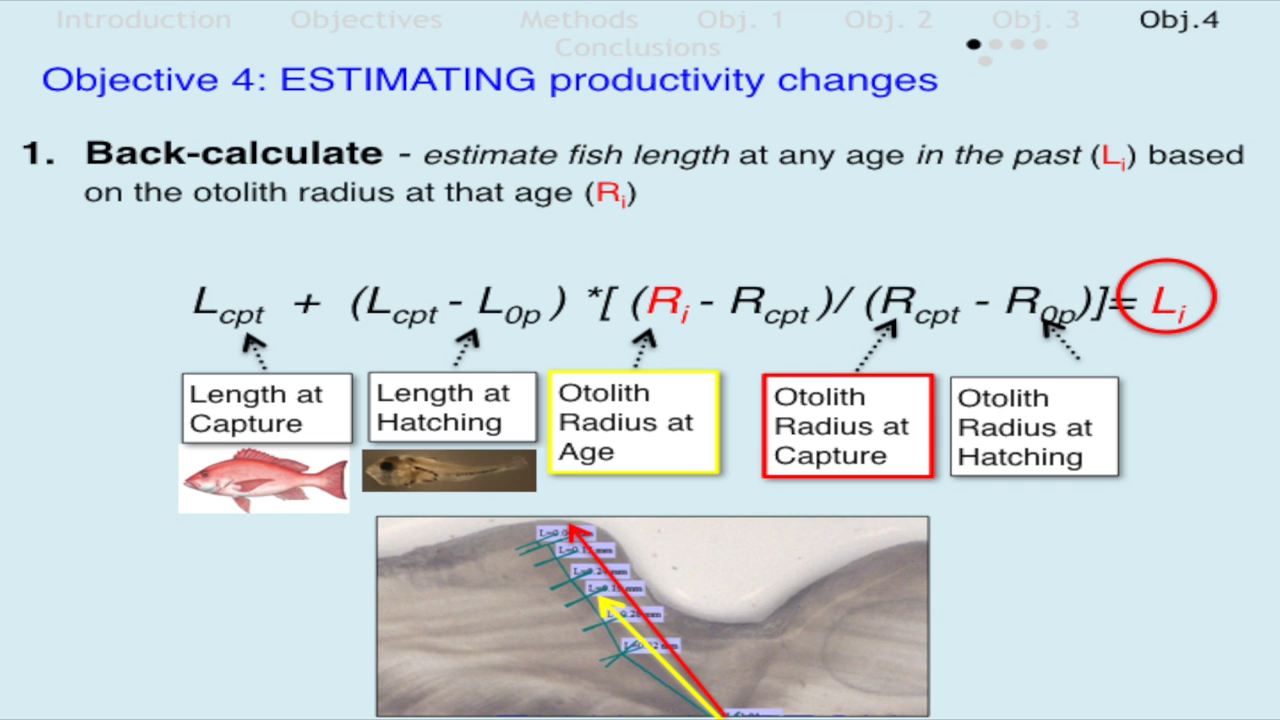 Introduction Objectives Methods Obj. 1 Obj. 2 Obj. 3 Obj.4
Conclusions
Objective 4: ESTIMATING productivity changes
1. Back-calculate - estimate fish length at any age in the past (Li) based
on the otolith radius at that age (Ri)
Lcpt + (Lcpt - L0p ) *[ (Ri - Rcpt )/ (Rcpt - R0p)]= Li
Length at
Capture
Length at
Hatching
Otolith
Radius at
Age
Otolith
Radius at
Capture
Otolith
Radius at
Hatching